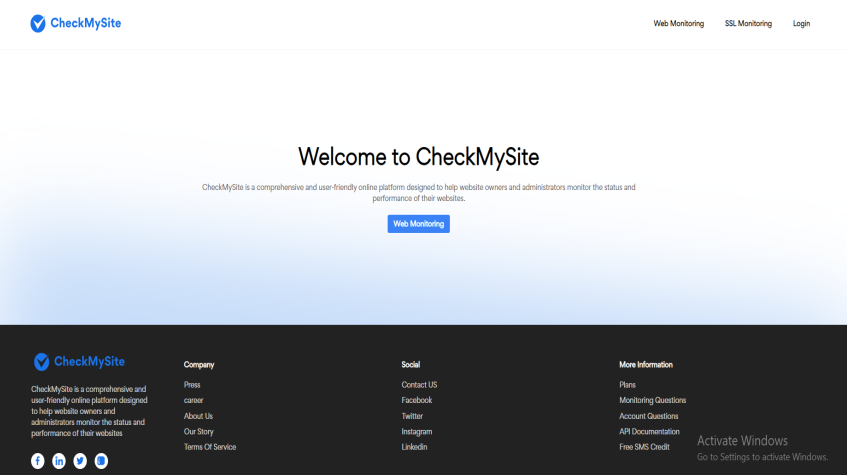 CheckMySite
Web Monitoring
SSL Monitoring
Login
Welcome to CheckMySite
CheckMySite is a comprehensive and user-friendly online platform designed to help website owners and administrators monitor the status and
performance of their websites.
Web Monitoring
CheckMySite
CheckMySite is a comprehensive and
user-friendly online platform designed
to help website owners and
administrators monitor the status and
performance of their websites
Company
Press
career
About Us
Our Story
Terms Of Service
Social
Contact US
Facebook
Twitter
Instagram
Linkedin
More Information
Plans
Monitoring Questions
Account Questions
API Documentation
Free SMS Credit
Activate Windows
Go to Settings to activate Windows.